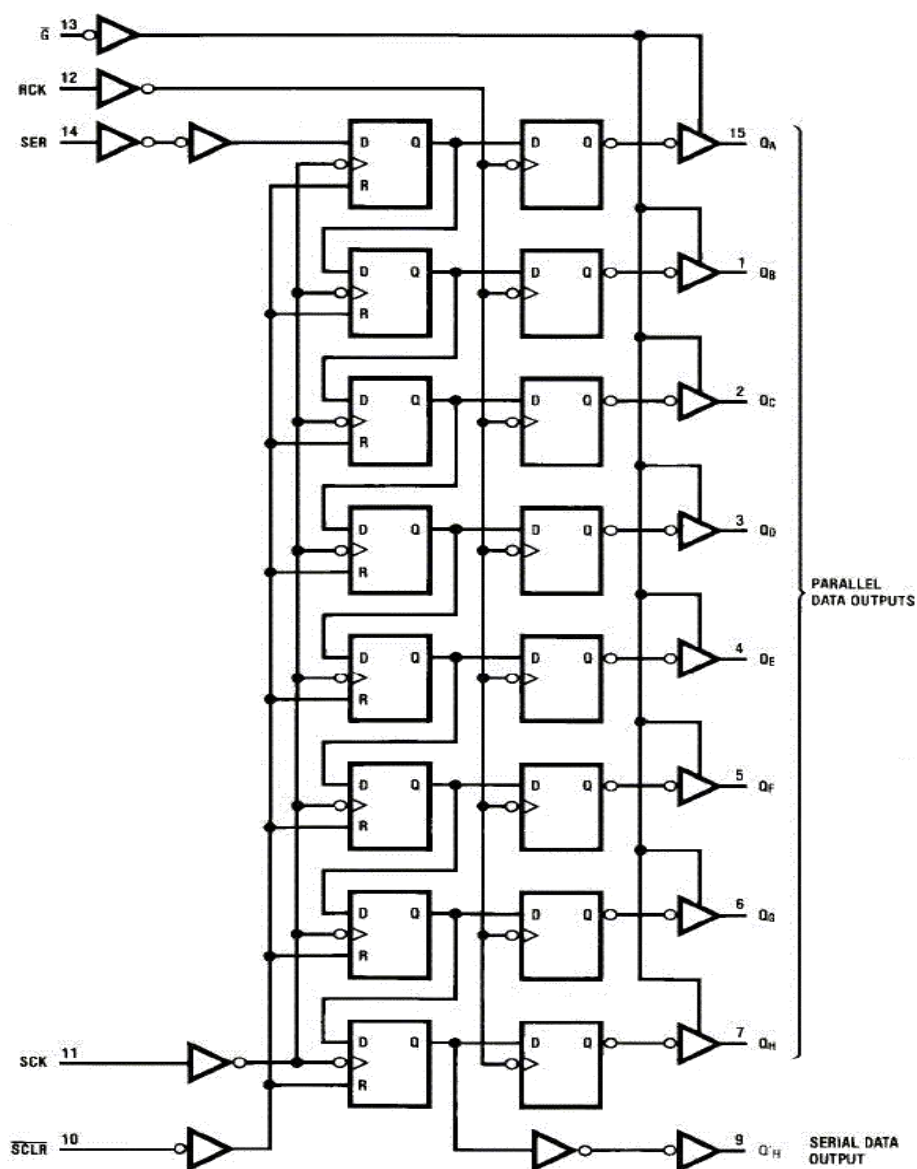 G̅ 13
RCK 12
SER 14
D Q D 15 QA
R
D Q D 1 QB
R
D Q D 2 QC
R
D Q D 3 QD
R
PARALLEL
DATA OUTPUTS
D Q D 4 QE
R
D Q D 5 QF
R
D Q D 6 QG
R
D Q D 7 QH
SCK 11
R
S̅C̅L̅R̅ 10
9 Q'H SERIAL DATA
OUTPUT